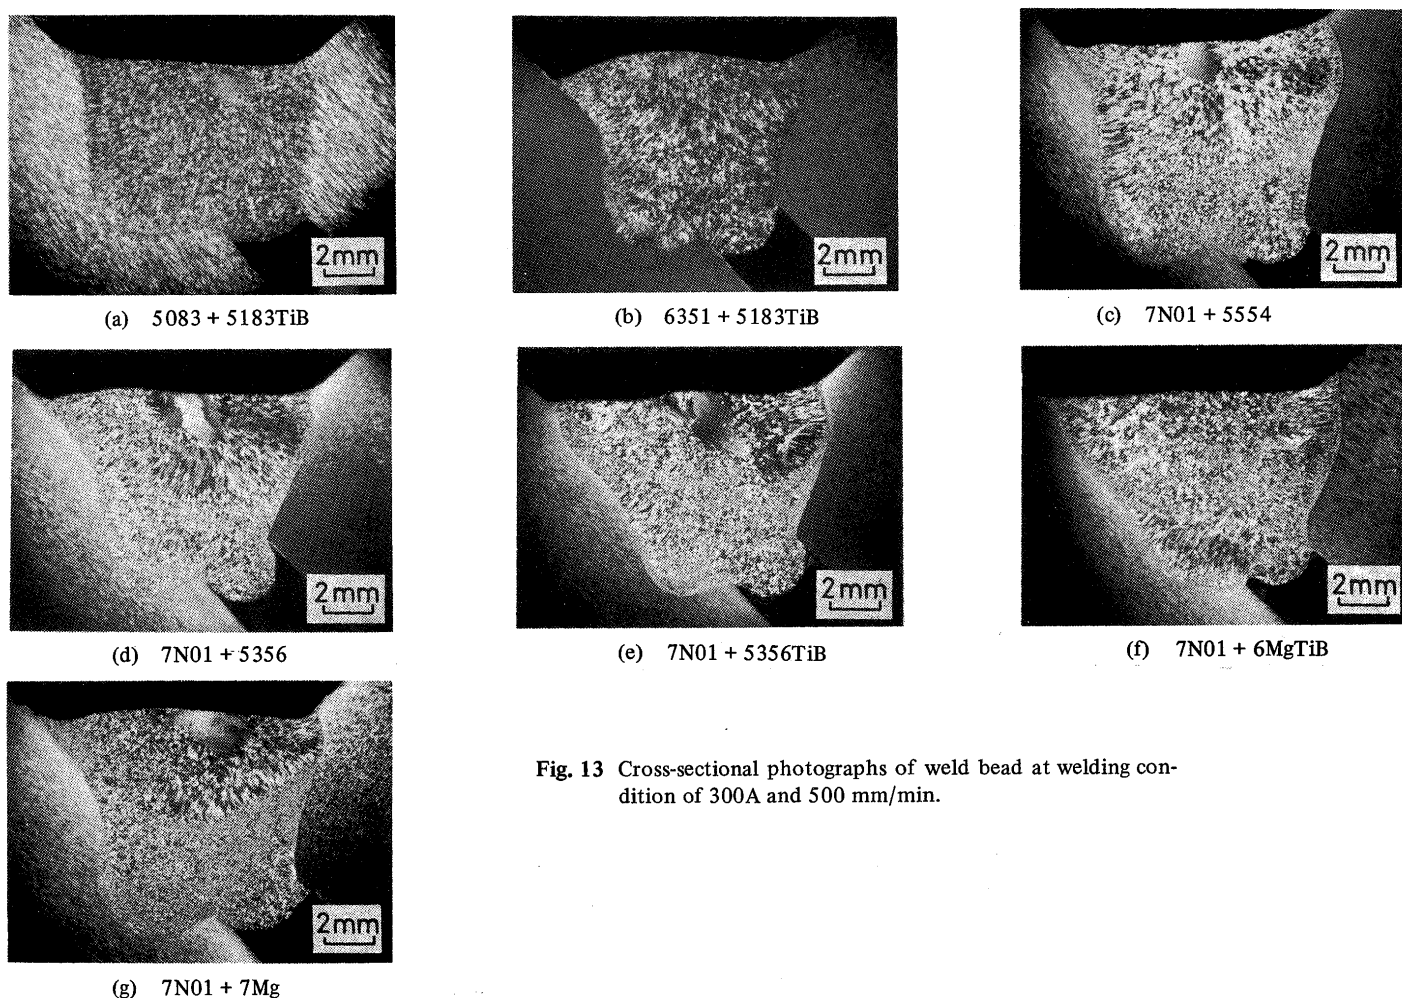 2mm
2mm
2mm
(a) 5083 + 5183TiB
(b) 6351 + 5183TiB
(c) 7N01 + 5554
2mm
2mm
2mm
(d) 7N01 + 5356
(e) 7N01 + 5356TiB
(f) 7N01 + 6MgTiB
2mm
Fig. 13 Cross-sectional photographs of weld bead at welding con-
dition of 300A and 500 mm/min.
(g) 7N01 + 7Mg